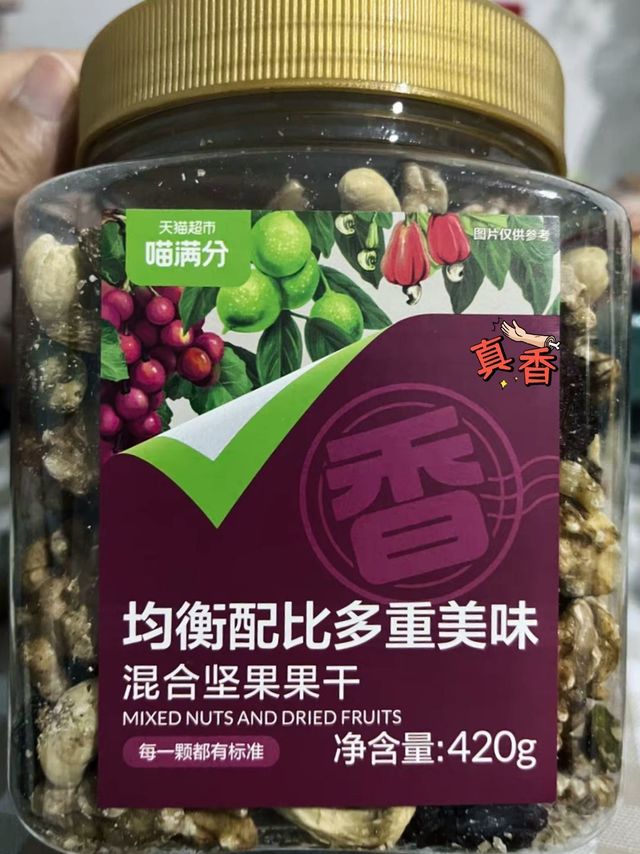 天猫超市
喵满分
图片仅供参考
真香
香
均衡配比多重美味
混合坚果果干
MIXED NUTS AND DRIED FRUITS
每一颗都有标准
净含量:420g